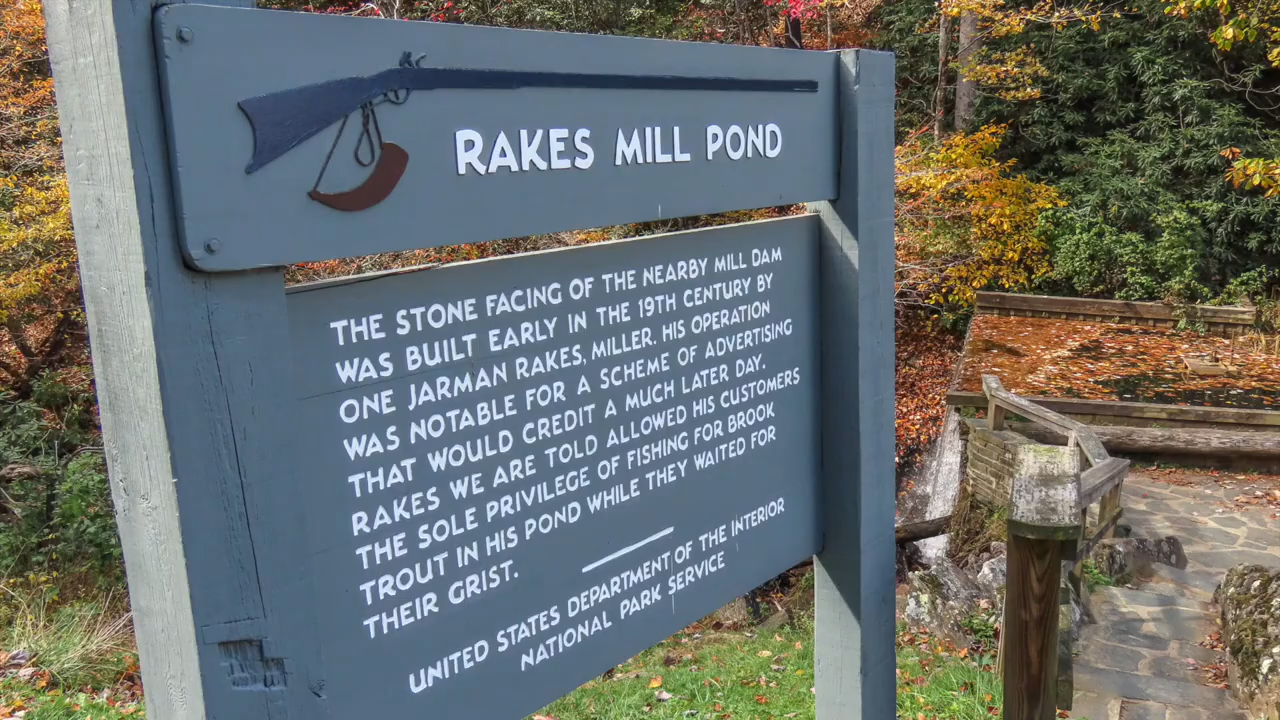 RAKES MILL POND
THE STONE FACING OF THE NEARBY MILL DAM
WAS BUILT EARLY IN THE 19TH CENTURY BY
ONE JARMAN RAKES, MILLER. HIS OPERATION
WAS NOTABLE FOR A SCHEME OF ADVERTISING
THAT WOULD CREDIT A MUCH LATER DAY.
RAKES WE ARE TOLD ALLOWED HIS CUSTOMERS
THE SOLE PRIVILEGE OF FISHING FOR BROOK
TROUT IN HIS POND WHILE THEY WAITED FOR
THEIR GRIST.
UNITED STATES DEPARTMENT OF THE INTERIOR
NATIONAL PARK SERVICE